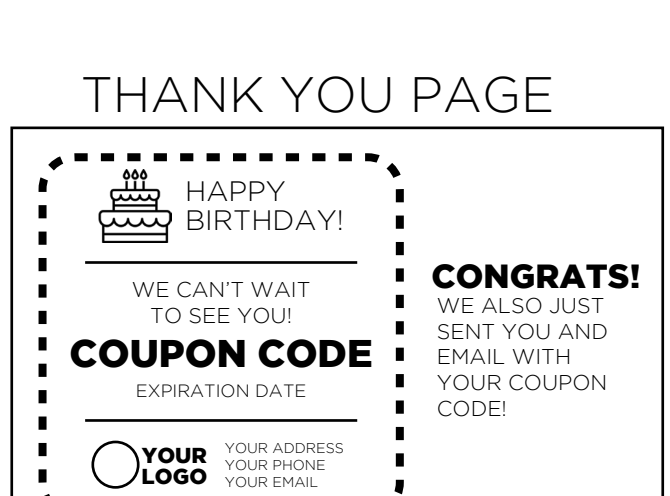 THANK YOU PAGE
HAPPY
BIRTHDAY!
WE CAN'T WAIT
TO SEE YOU!
COUPON CODE
EXPIRATION DATE
YOUR
LOGO
YOUR ADDRESS
YOUR PHONE
YOUR EMAIL
CONGRATS!
WE ALSO JUST
SENT YOU AND
EMAIL WITH
YOUR COUPON
CODE!